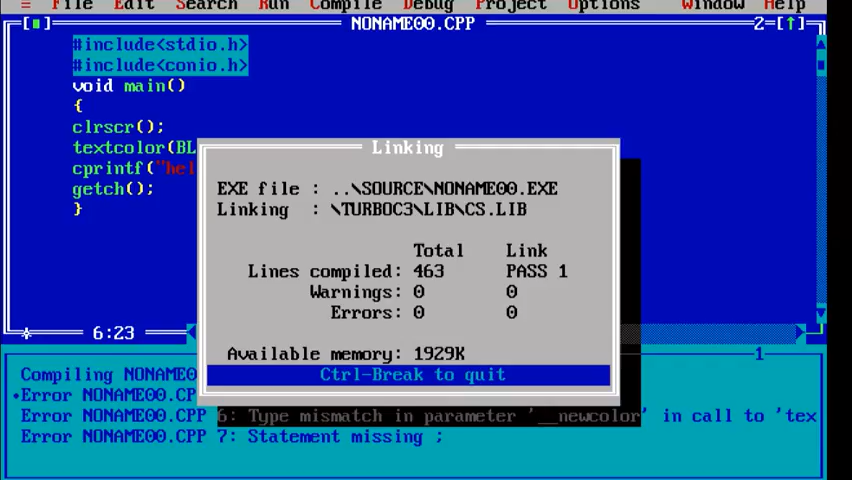 ≡ File Edit Search Run Compile Debug Project Options Window Help
[■] NONAME00.CPP 2=[↑]
#include<stdio.h>
#include<conio.h>
void main()
{
clrscr();
textcolor(BL
cprintf("hel
getch();
}
Linking
EXE file : ..\SOURCE\NONAME00.EXE
Linking : \TURBOC3\LIB\CS.LIB
Total Link
Lines compiled: 463 PASS 1
Warnings: 0 0
Errors: 0 0
Available memory: 1929K
Ctrl-Break to quit
6:23
1
Compiling NONAME0
•Error NONAME00.CP
Error NONAME00.CPP 6: Type mismatch in parameter '__newcolor' in call to 'tex
Error NONAME00.CPP 7: Statement missing ;